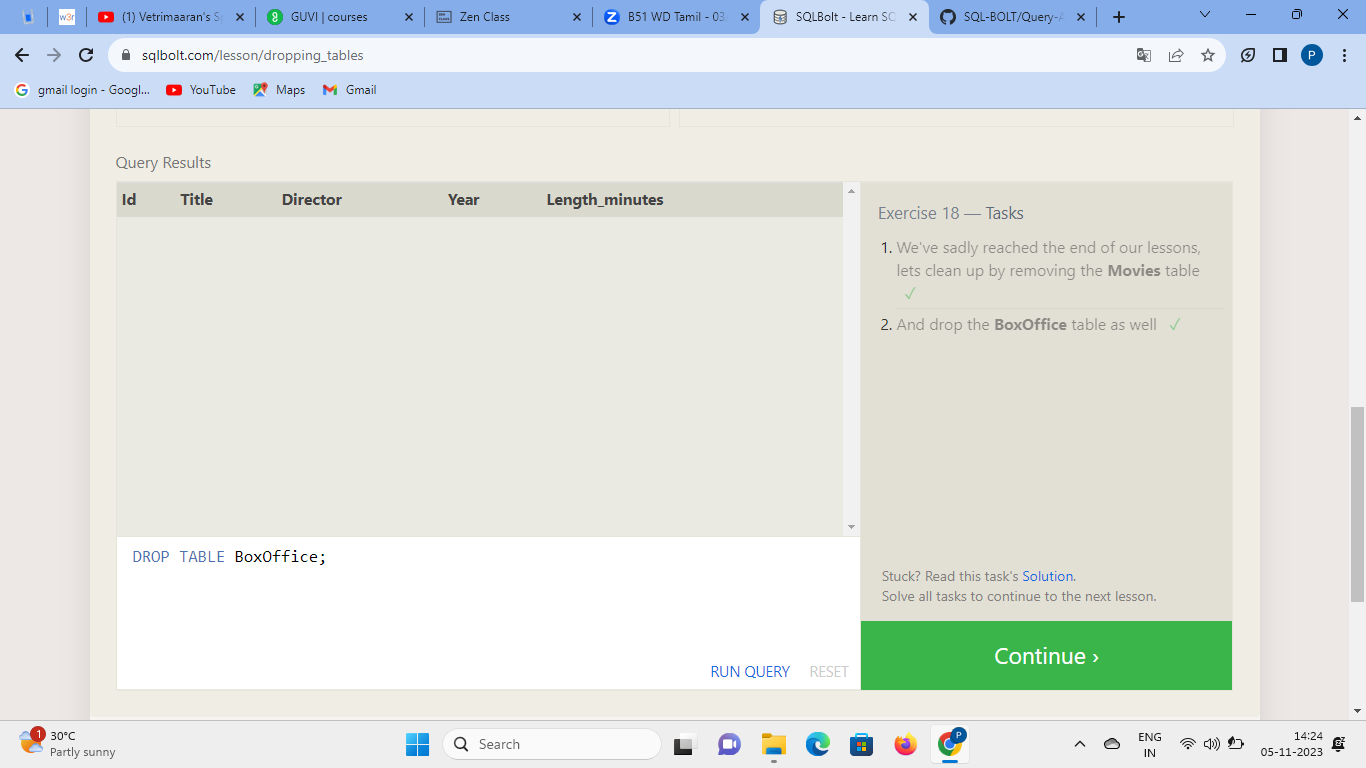 w3r
(1) Vetrimaaran's S
GUVI | courses
Zen Class
B51 WD Tamil - 03
SQLBolt - Learn SQ
SQL-BOLT/Query-
sqlbolt.com/lesson/dropping_tables
P
gmail login - Googl... YouTube Maps Gmail
Query Results
Id Title Director Year Length_minutes
Exercise 18 — Tasks
1. We've sadly reached the end of our lessons,
lets clean up by removing the Movies table
✓
2. And drop the BoxOffice table as well ✓
DROP TABLE BoxOffice;
Stuck? Read this task's Solution.
Solve all tasks to continue to the next lesson.
RUN QUERY RESET
Continue ›
1
30°C
Partly sunny
Search
P
ENG
IN
14:24
05-11-2023